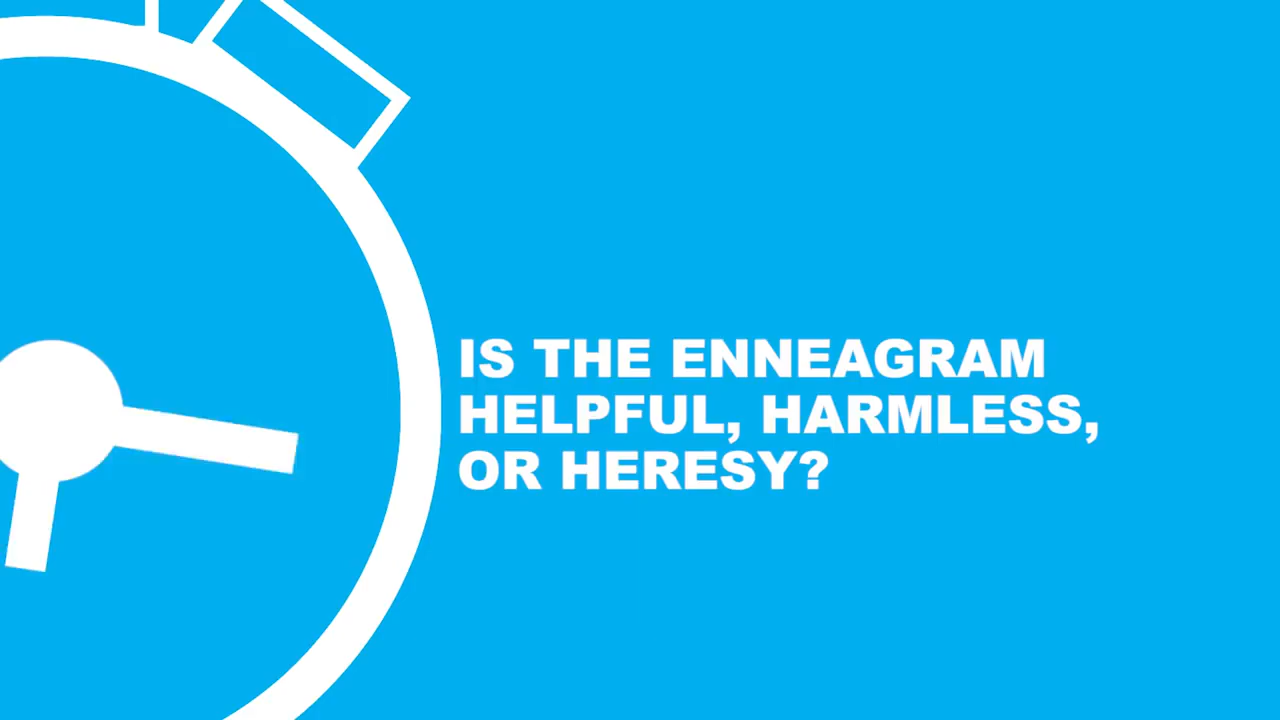 IS THE ENNEAGRAM
HELPFUL, HARMLESS,
OR HERESY?